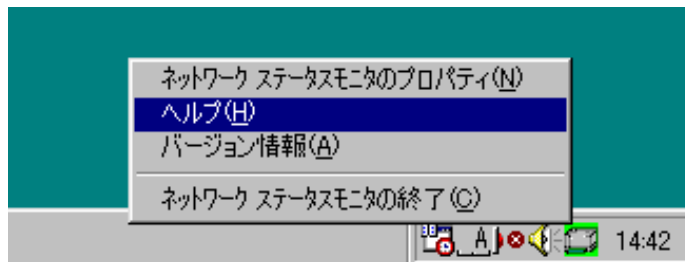 ネットワーク ステータスモニタのプロパティ(N)
ヘルプ(H)
バージョン情報(A)
ネットワーク ステータスモニタの終了(C)
A 14:42